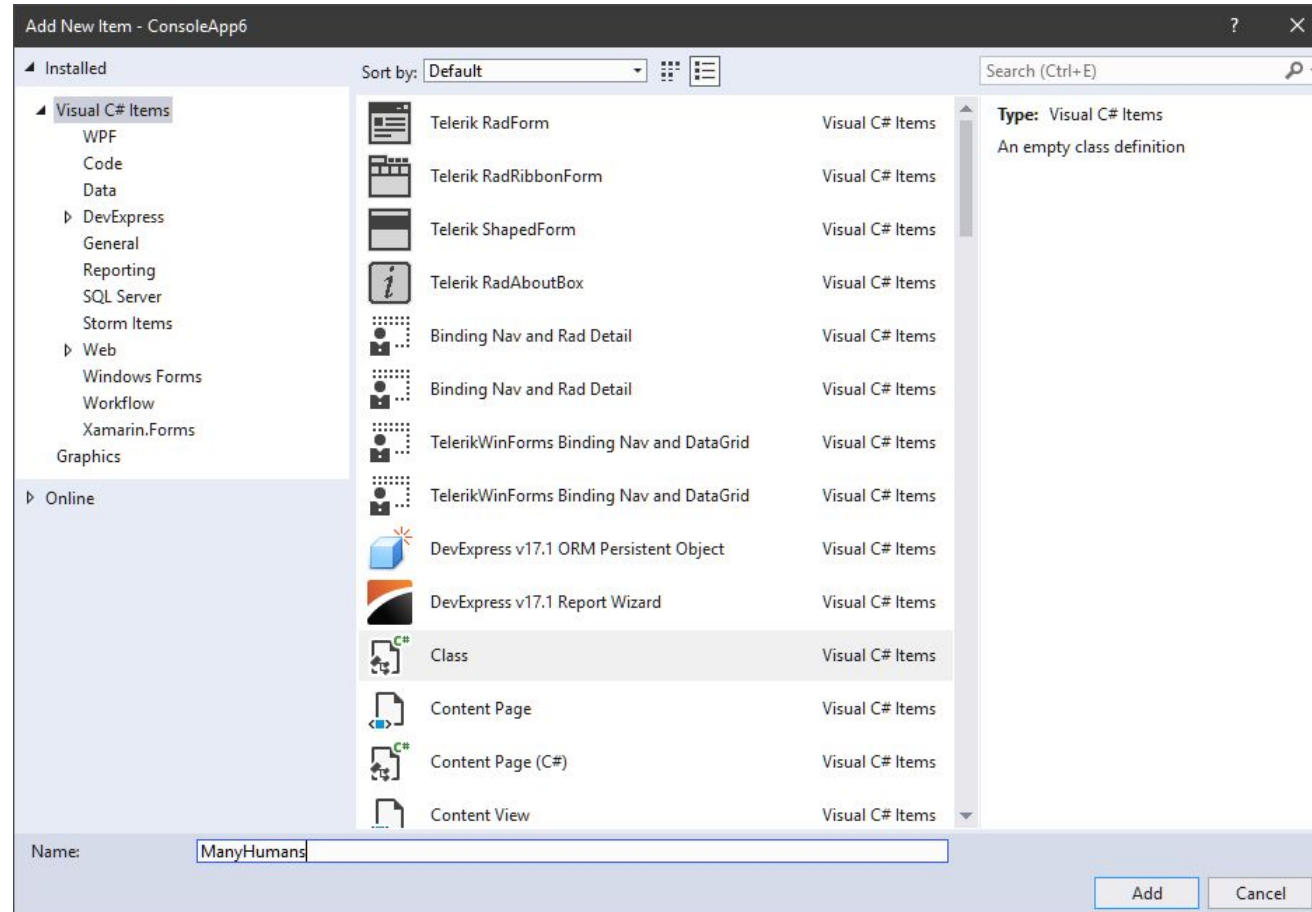 Add New Item - ConsoleApp6
?
Installed
Sort by: Default
Search (Ctrl+E)
Visual C# Items
WPF
Code
Data
DevExpress
General
Reporting
SQL Server
Storm Items
Web
Windows Forms
Workflow
Xamarin.Forms
Graphics
Online
Telerik RadForm Visual C# Items
Telerik RadRibbonForm Visual C# Items
Telerik ShapedForm Visual C# Items
i Telerik RadAboutBox Visual C# Items
Binding Nav and Rad Detail Visual C# Items
Binding Nav and Rad Detail Visual C# Items
TelerikWinForms Binding Nav and DataGrid Visual C# Items
TelerikWinForms Binding Nav and DataGrid Visual C# Items
DevExpress v17.1 ORM Persistent Object Visual C# Items
DevExpress v17.1 Report Wizard Visual C# Items
C# Class Visual C# Items
Content Page Visual C# Items
C# Content Page (C#) Visual C# Items
Content View Visual C# Items
Type: Visual C# Items
An empty class definition
Name: ManyHumans
Add Cancel